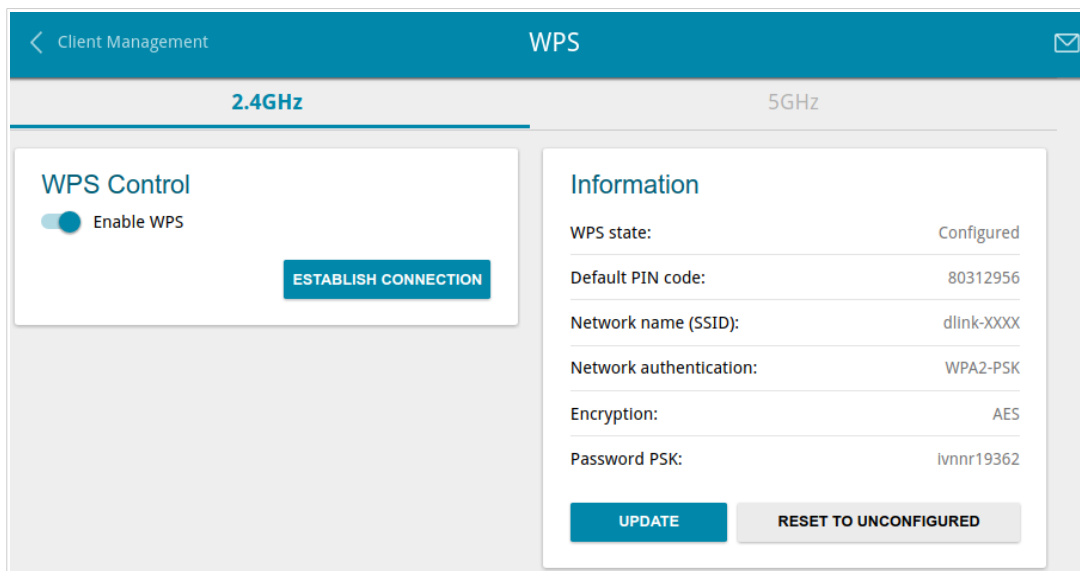 Client Management
WPS
2.4GHz
5GHz
WPS Control
Enable WPS
ESTABLISH CONNECTION
Information
WPS state: Configured
Default PIN code: 80312956
Network name (SSID): dlink-XXXX
Network authentication: WPA2-PSK
Encryption: AES
Password PSK: ivnnr19362
UPDATE RESET TO UNCONFIGURED